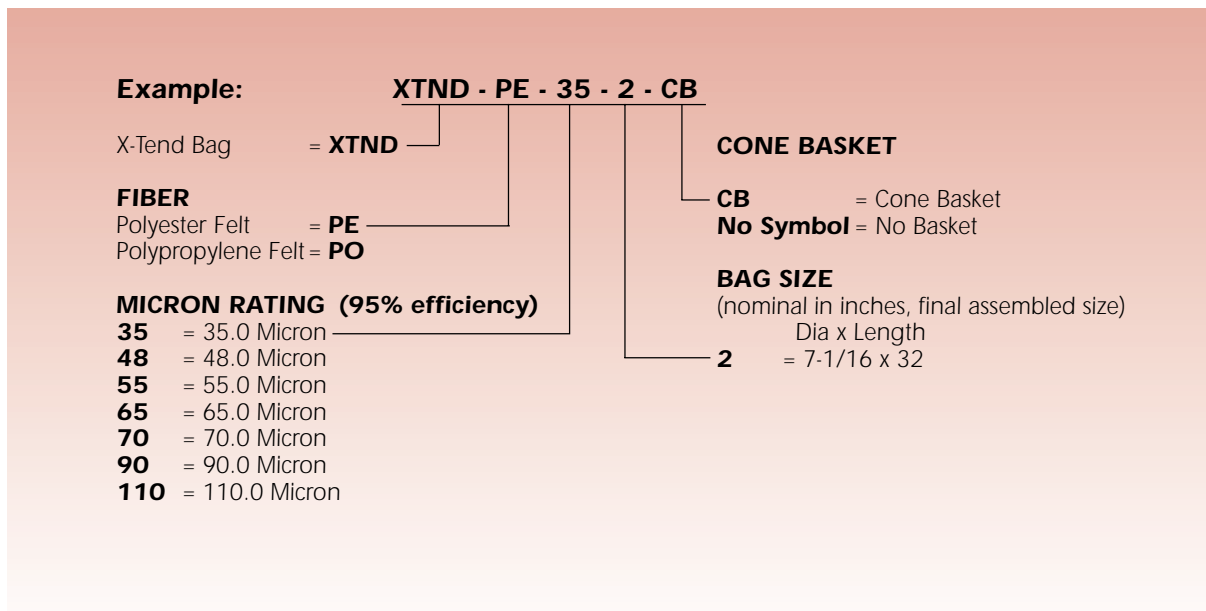 Example: XTND - PE - 35 - 2 - CB
X-Tend Bag = XTND
FIBER
Polyester Felt = PE
Polypropylene Felt = PO
MICRON RATING (95% efficiency)
35 = 35.0 Micron
48 = 48.0 Micron
55 = 55.0 Micron
65 = 65.0 Micron
70 = 70.0 Micron
90 = 90.0 Micron
110 = 110.0 Micron
CONE BASKET
CB = Cone Basket
No Symbol = No Basket
BAG SIZE
(nominal in inches, final assembled size)
Dia x Length
2 = 7-1/16 x 32